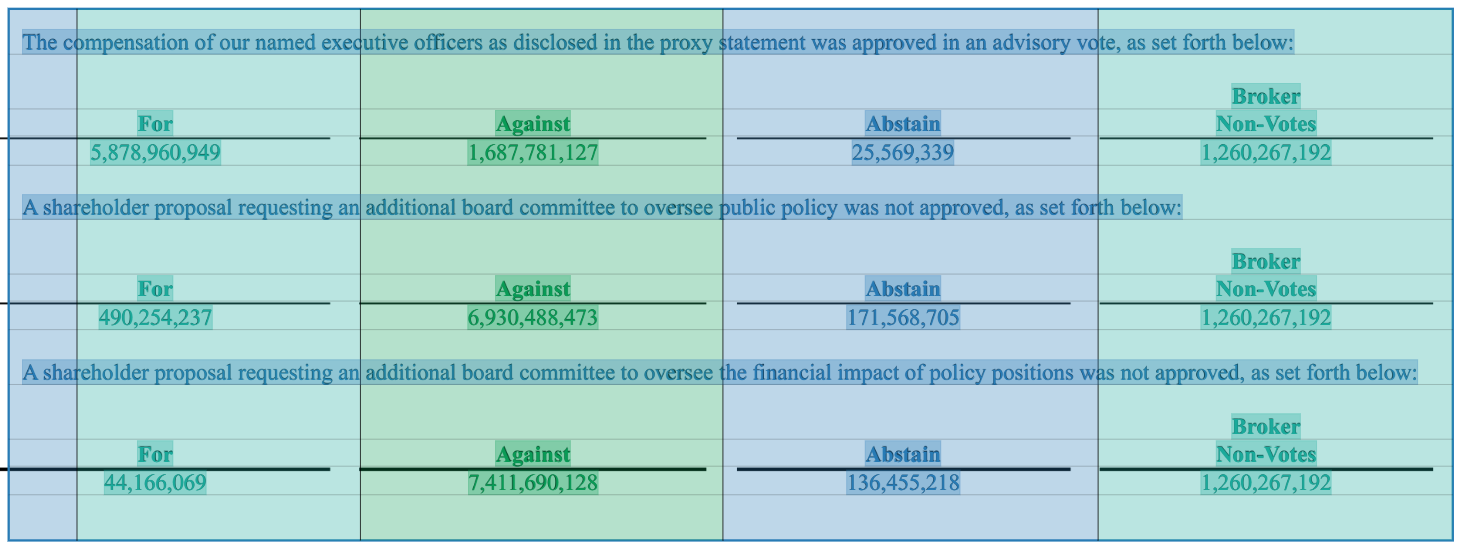 The compensation of our named executive officers as disclosed in the proxy statement was approved in an advisory vote, as set forth below:
Broker
For Against Abstain Non-Votes
5,878,960,949 1,687,781,127 25,569,339 1,260,267,192
A shareholder proposal requesting an additional board committee to oversee public policy was not approved, as set forth below:
Broker
For Against Abstain Non-Votes
490,254,237 6,930,488,473 171,568,705 1,260,267,192
A shareholder proposal requesting an additional board committee to oversee the financial impact of policy positions was not approved, as set forth below:
Broker
For Against Abstain Non-Votes
44,166,069 7,411,690,128 136,455,218 1,260,267,192